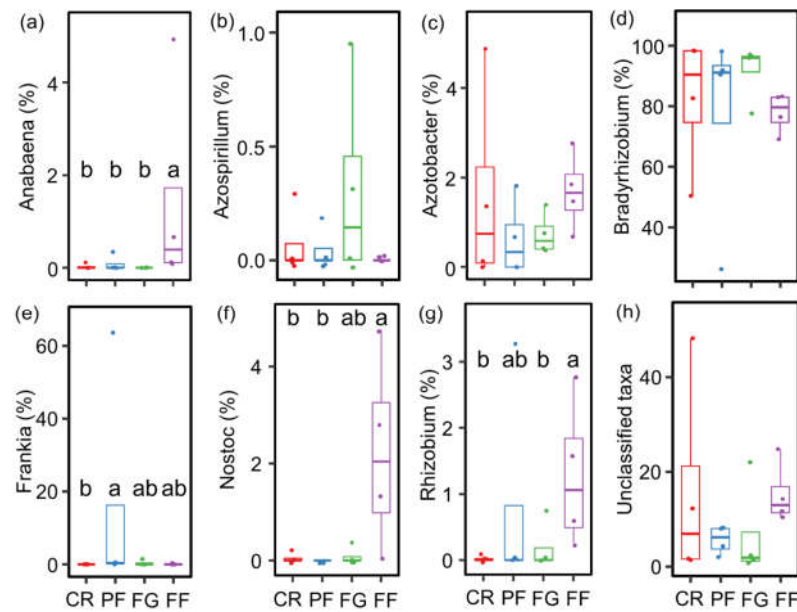 (a) (b) (c) (d)
Anabaena (%)
4
2
0
b b b a
Azospirillum (%)
1.0
0.5
0.0
Azotobacter (%)
4
2
0
Bradyrhizobium (%)
100
80
60
40
(e) (f) (g) (h)
Frankia (%)
60
40
20
0
b a ab ab
Nostoc (%)
4
2
0
b b ab a
Rhizobium (%)
3
2
1
0
b ab b a
Unclassified taxa
40
20
0
CR PF FG FF CR PF FG FF CR PF FG FF CR PF FG FF